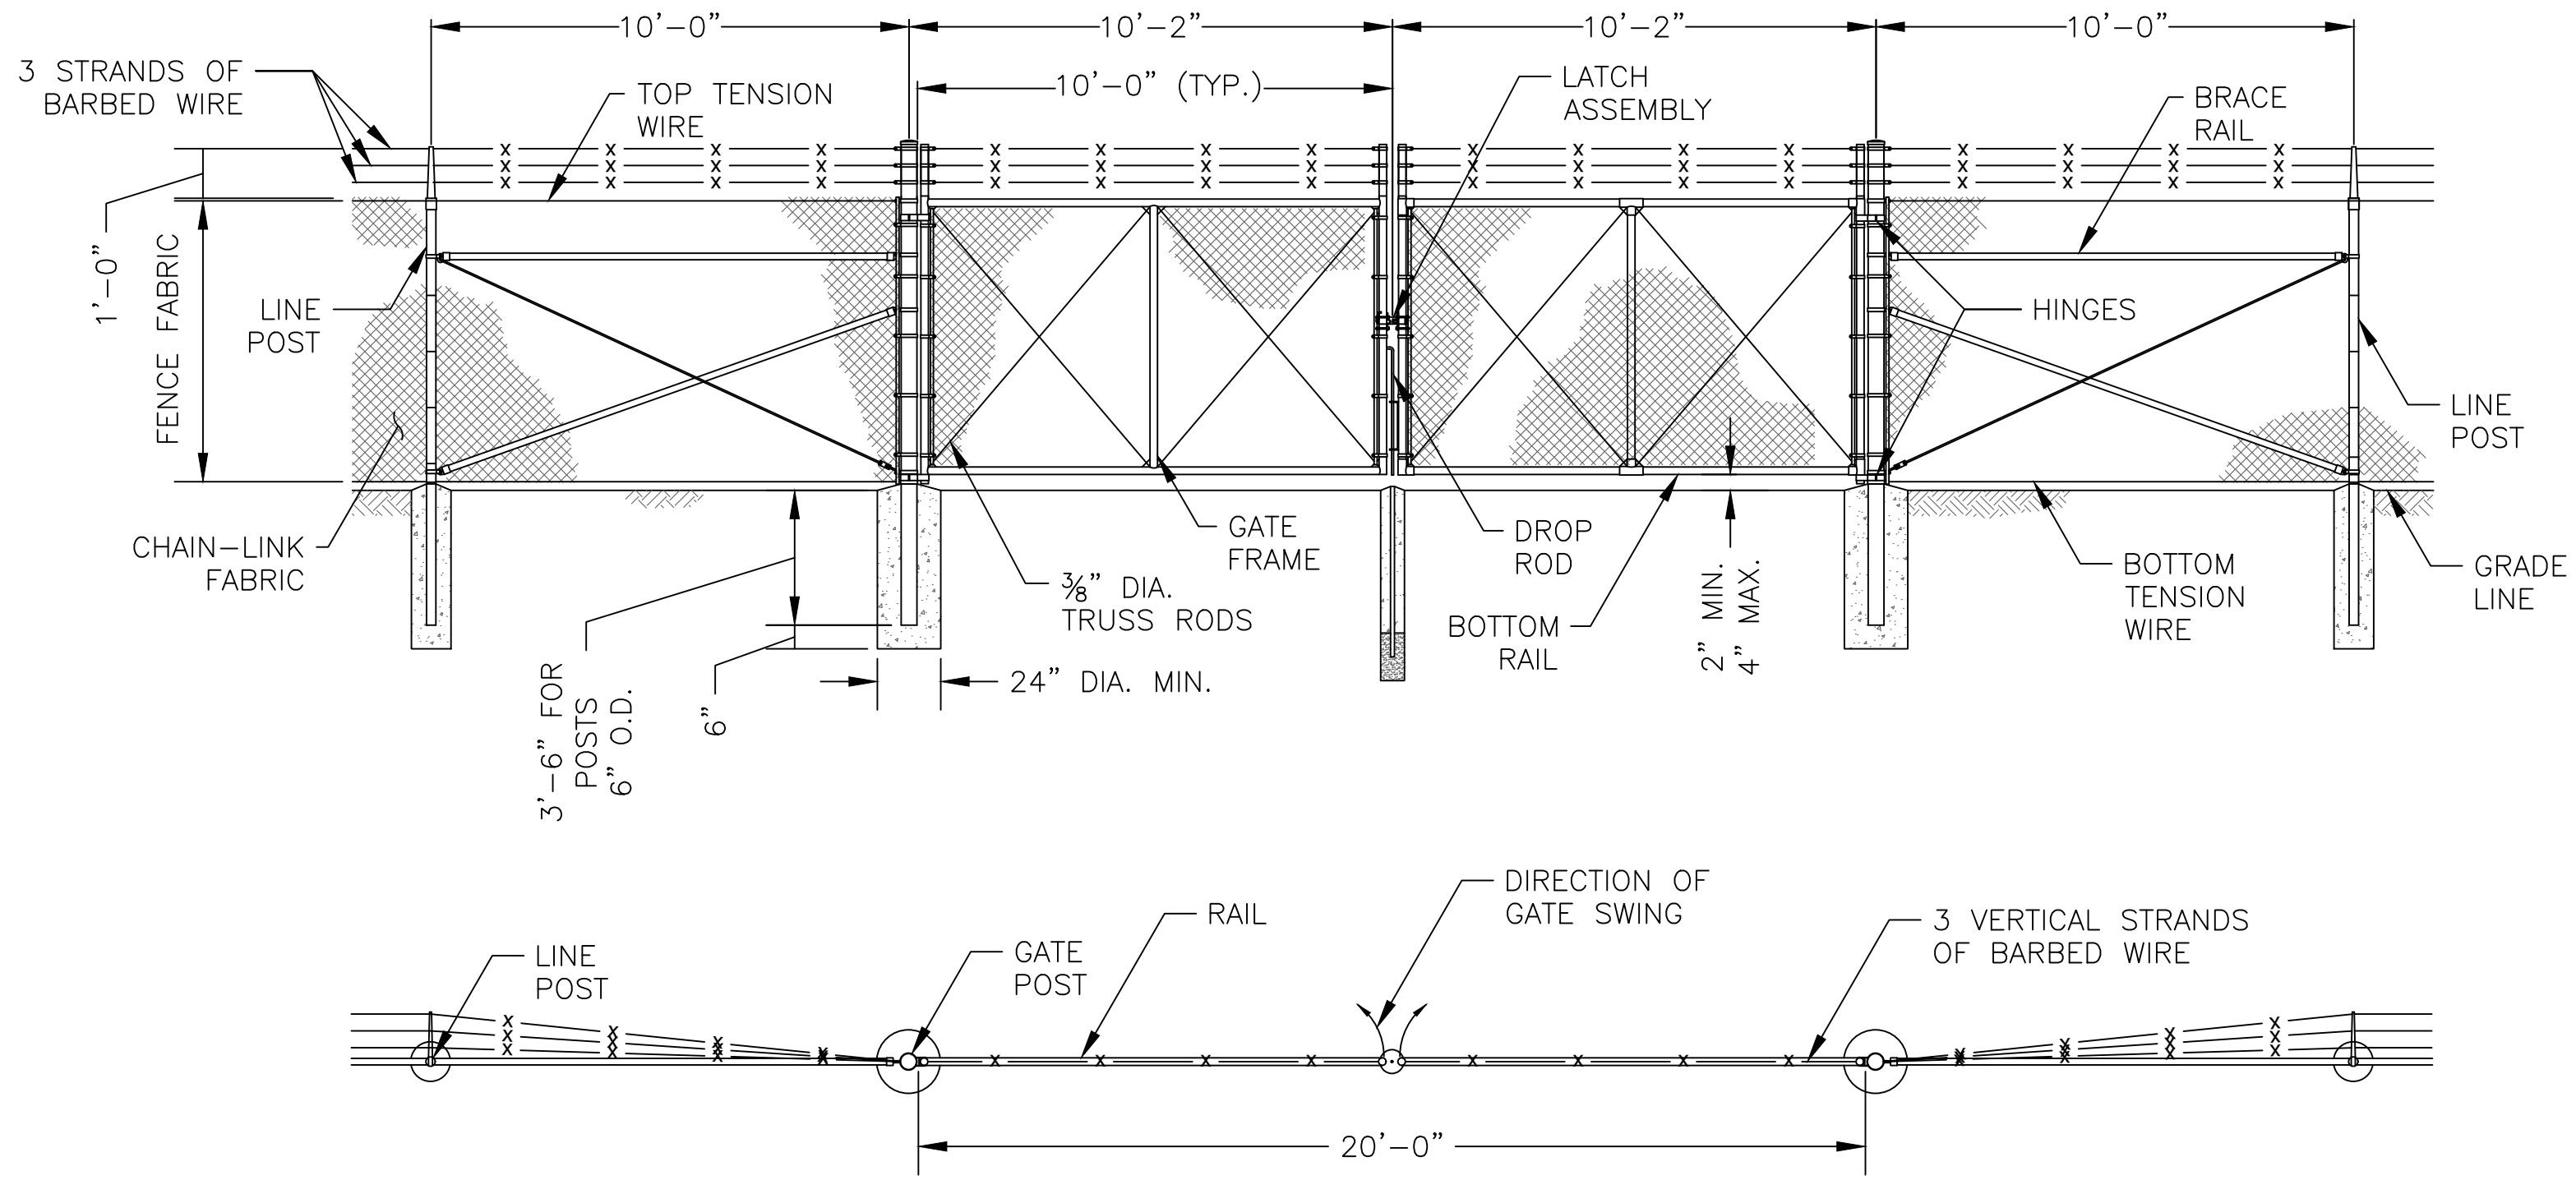 10'-0"
10'-2"
10'-2"
10'-0"
3 STRANDS OF
BARBED WIRE
TOP TENSION
WIRE
10'-0" (TYP.)
LATCH
ASSEMBLY
BRACE
RAIL
1'-0"
FENCE FABRIC
LINE
POST
HINGES
LINE
POST
CHAIN-LINK
FABRIC
GATE
FRAME
DROP
ROD
⅜" DIA.
TRUSS RODS
BOTTOM
RAIL
2" MIN.
4" MAX.
BOTTOM
TENSION
WIRE
GRADE
LINE
3'-6" FOR
POSTS
6" O.D.
6"
24" DIA. MIN.
DIRECTION OF
GATE SWING
RAIL
3 VERTICAL STRANDS
OF BARBED WIRE
LINE
POST
GATE
POST
20'-0"